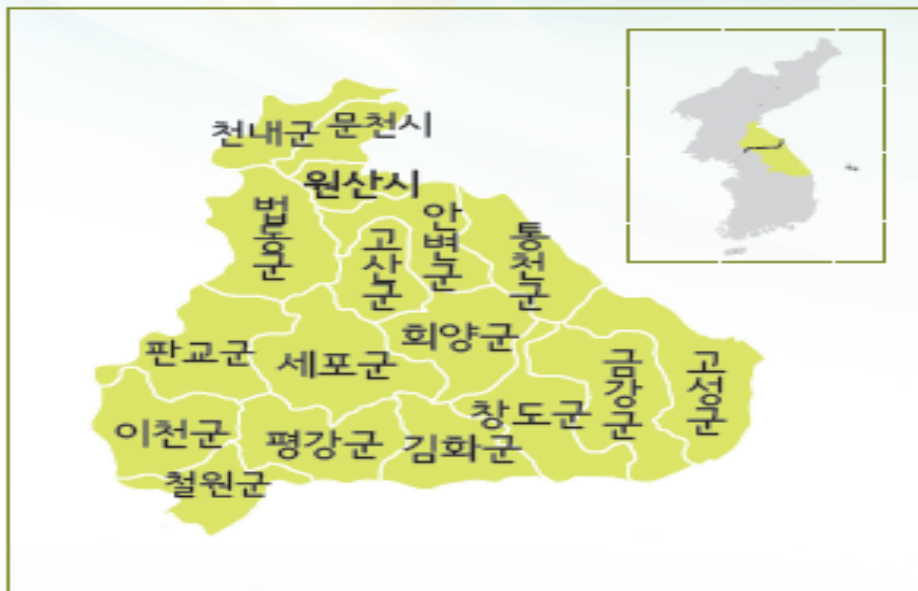 천내군
문천시
원산시
법동군
고산군
안변군
통천군
판교군
세포군
회양군
금강군
고성군
이천군
평강군
김화군
창도군
철원군